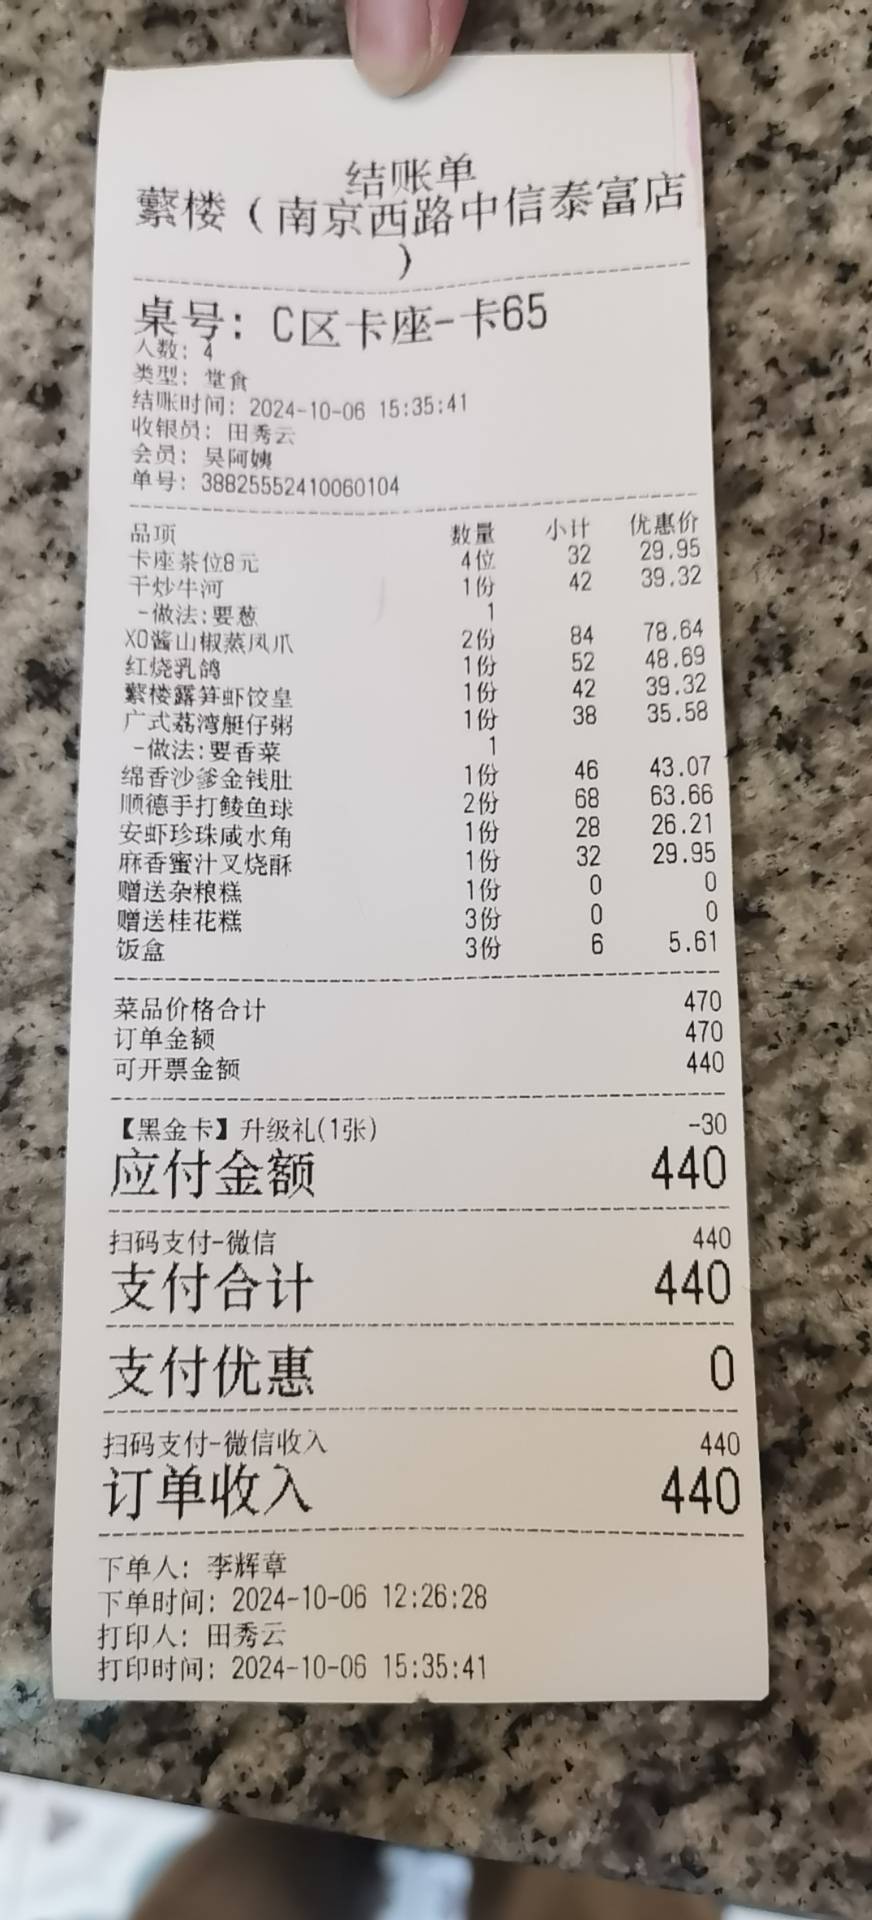 结账单
蘩楼（南京西路中信泰富店
）
桌号: C区卡座-卡65
人数: 4
类型: 堂食
结账时间: 2024-10-06 15:35:41
收银员: 田秀云
会员: 吴阿姨
单号: 38825552410060104
品项 数量 小计 优惠价
卡座茶位8元 4位 32 29.95
干炒牛河 1份 42 39.32
-做法:要葱 1
XO酱山椒蒸凤爪 2份 84 78.64
红烧乳鸽 1份 52 48.69
蘩楼露笋虾饺皇 1份 42 39.32
广式荔湾艇仔粥 1份 38 35.58
-做法:要香菜 1
绵香沙爹金钱肚 1份 46 43.07
顺德手打鲮鱼球 2份 68 63.66
安虾珍珠咸水角 1份 28 26.21
麻香蜜汁叉烧酥 1份 32 29.95
赠送杂粮糕 1份 0 0
赠送桂花糕 3份 0 0
饭盒 3份 6 5.61
菜品价格合计 470
订单金额 470
可开票金额 440
【黑金卡】升级礼(1张) -30
应付金额 440
扫码支付-微信 440
支付合计 440
支付优惠 0
扫码支付-微信收入 440
订单收入 440
下单人: 李辉章
下单时间: 2024-10-06 12:26:28
打印人: 田秀云
打印时间: 2024-10-06 15:35:41